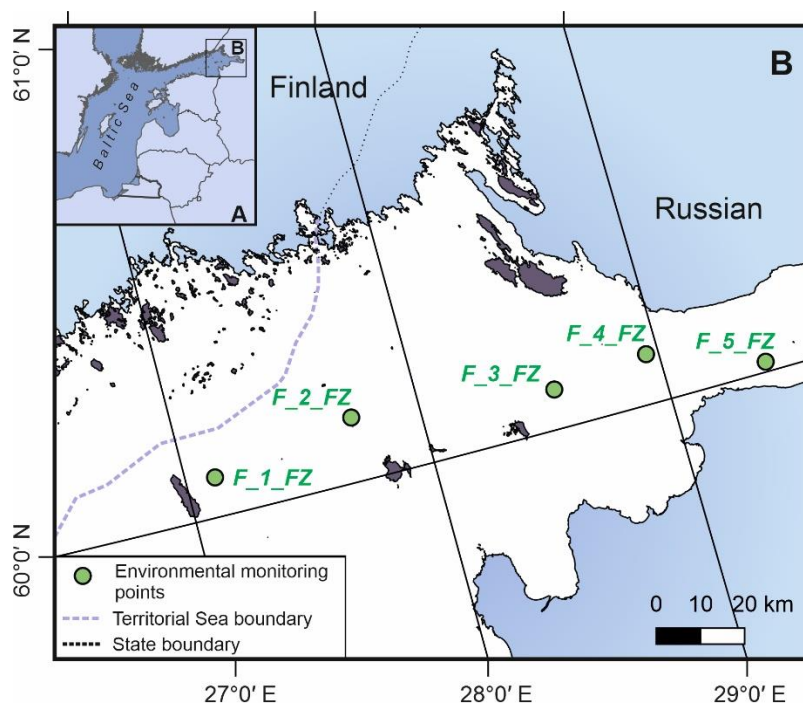 61°0′ N
B
Baltic Sea
A
Finland
B
Russian
F_4_FZ
F_5_FZ
F_3_FZ
F_2_FZ
F_1_FZ
60°0′ N
Environmental monitoring
points
Territorial Sea boundary
State boundary
0 10 20 km
27°0′ E
28°0′ E
29°0′ E